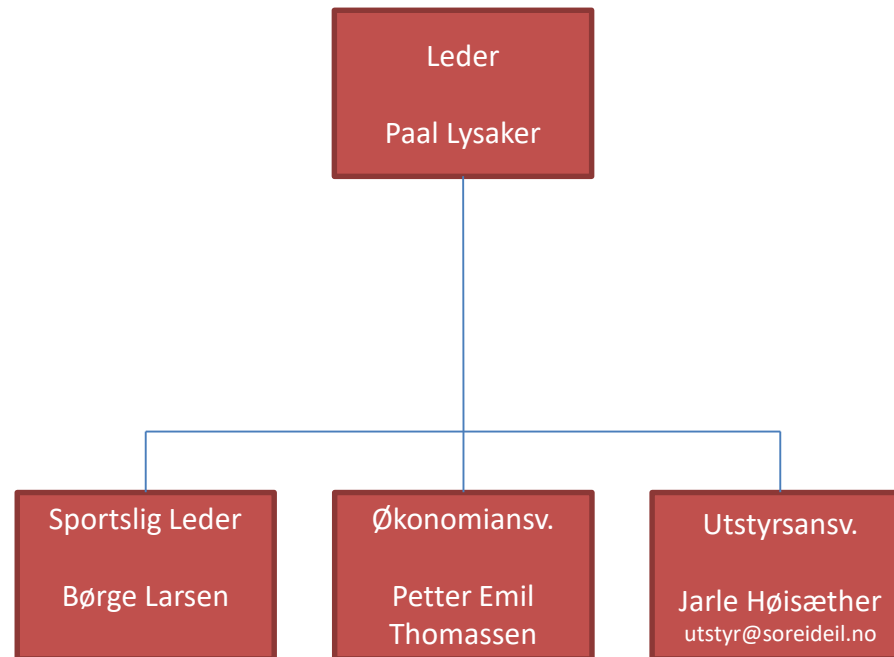 Leder
Paal Lysaker
Sportslig Leder
Børge Larsen
Økonomiansv.
Petter Emil
Thomassen
Utstyrsansv.
Jarle Høisæther
utstyr@soreideil.no